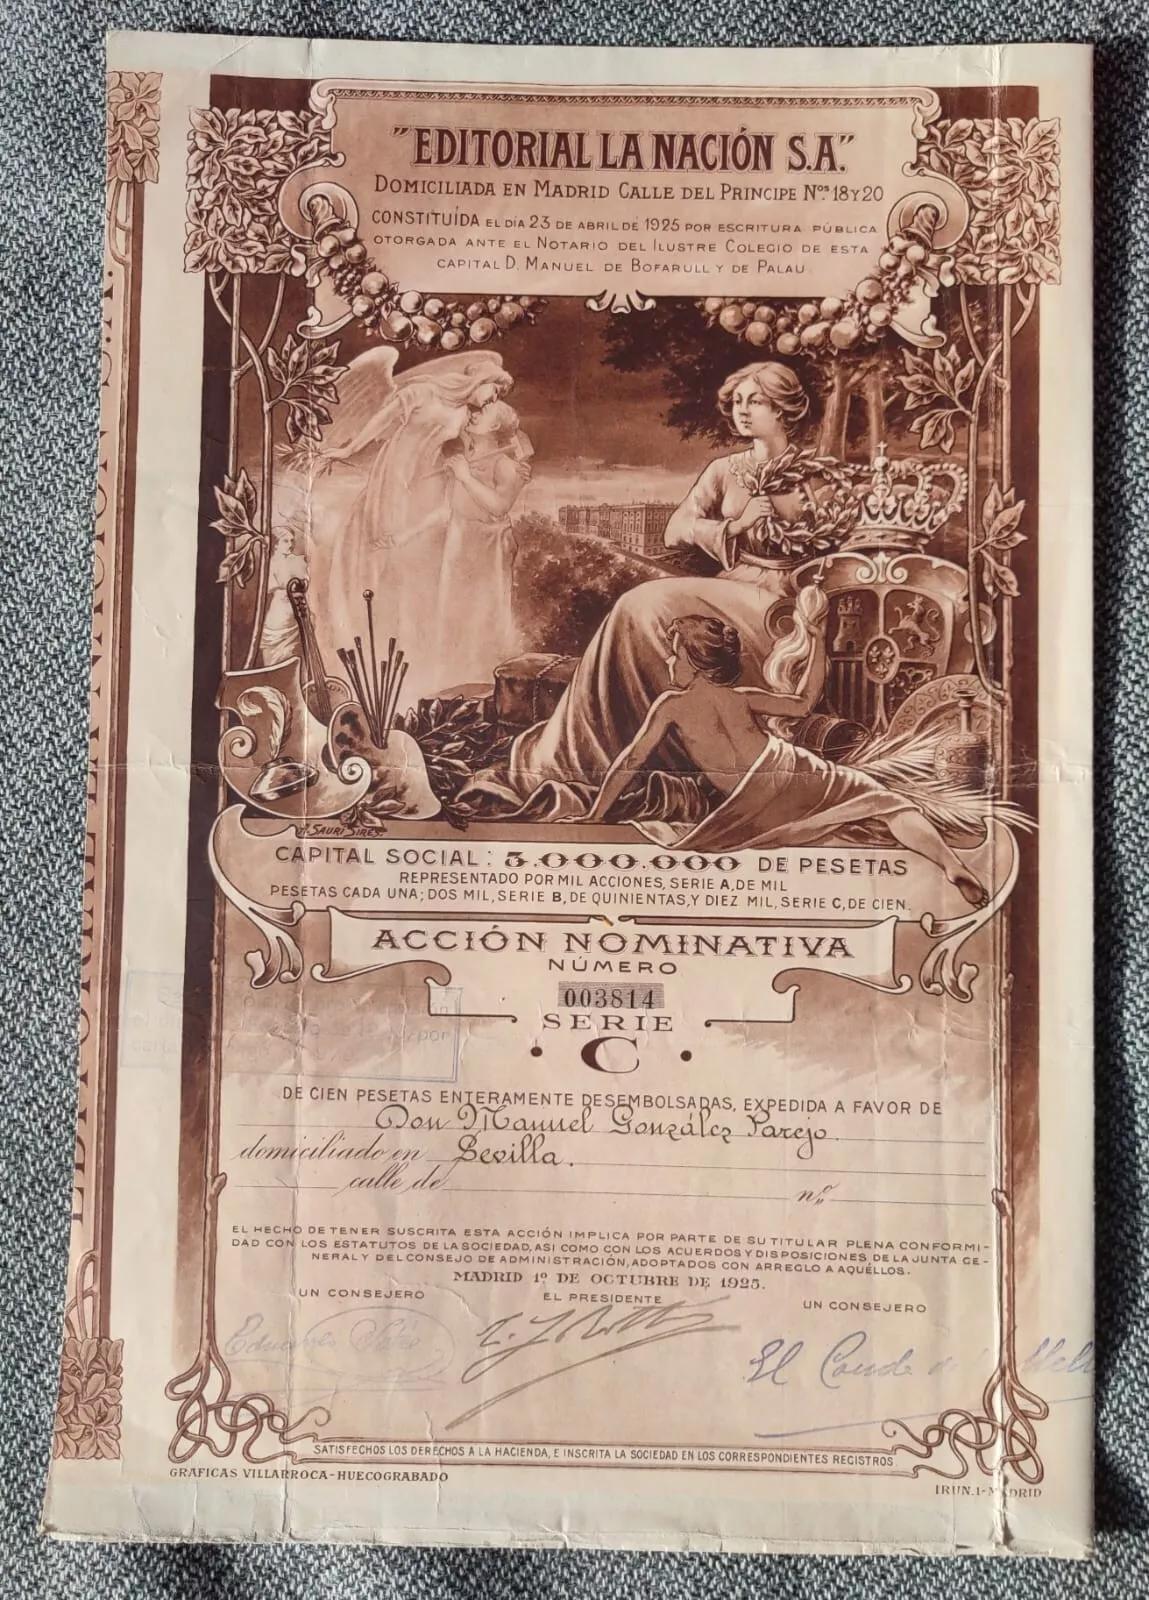 "EDITORIAL LA NACIÓN S.A."
DOMICILIADA EN MADRID CALLE DEL PRINCIPE Nos. 18 Y 20
CONSTITUÍDA EL DÍA 23 DE ABRIL DE 1925 POR ESCRITURA PÚBLICA
OTORGADA ANTE EL NOTARIO DEL ILUSTRE COLEGIO DE ESTA
CAPITAL D. MANUEL DE BOFARULL Y DE PALAU
SAURÍ SIRÉS.
CAPITAL SOCIAL: 3.000.000 DE PESETAS
REPRESENTADO POR MIL ACCIONES, SERIE A, DE MIL
PESETAS CADA UNA; DOS MIL, SERIE B, DE QUINIENTAS, Y DIEZ MIL, SERIE C, DE CIEN.
ACCIÓN NOMINATIVA
NÚMERO
003814
SERIE
C
DE CIEN PESETAS ENTERAMENTE DESEMBOLSADAS, EXPEDIDA A FAVOR DE
Don Manuel González Parejo.
domiciliado en Sevilla.
calle de nº
EL HECHO DE TENER SUSCRITA ESTA ACCIÓN IMPLICA POR PARTE DE SU TITULAR PLENA CONFORMI-
DAD CON LOS ESTATUTOS DE LA SOCIEDAD, ASI COMO CON LOS ACUERDOS Y DISPOSICIONES DE LA JUNTA GE-
NERAL Y DEL CONSEJO DE ADMINISTRACIÓN, ADOPTADOS CON ARREGLO A AQUÉLLOS.
MADRID 1º DE OCTUBRE DE 1925.
UN CONSEJERO EL PRESIDENTE UN CONSEJERO
El Conde
SATISFECHOS LOS DERECHOS A LA HACIENDA, E INSCRITA LA SOCIEDAD EN LOS CORRESPONDIENTES REGISTROS.
GRAFICAS VILLARROCA-HUECOGRABADO IRUN.1-MADRID
EDITORIAL LA NACIÓN S.A.